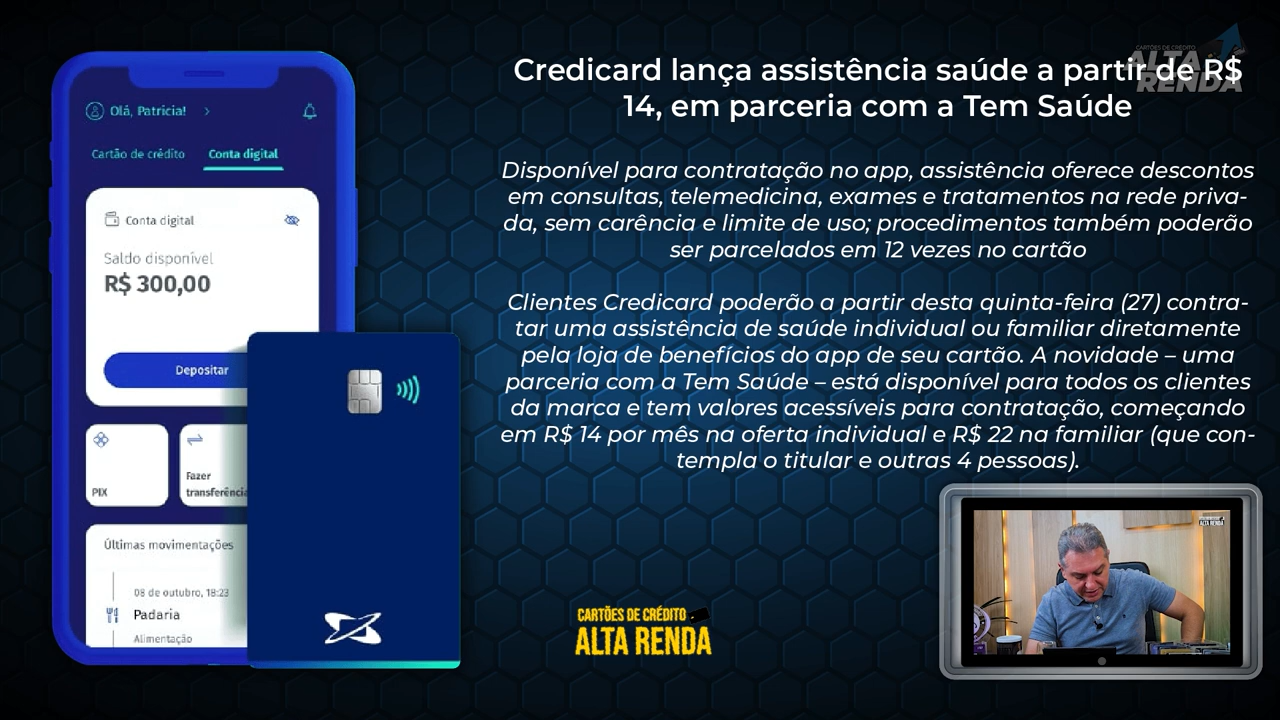 CARTÕES DE CRÉDITO
ALTA
RENDA
Credicard lança assistência saúde a partir de R$
14, em parceria com a Tem Saúde
Disponível para contratação no app, assistência oferece descontos
em consultas, telemedicina, exames e tratamentos na rede priva-
da, sem carência e limite de uso; procedimentos também poderão
ser parcelados em 12 vezes no cartão
Clientes Credicard poderão a partir desta quinta-feira (27) contra-
tar uma assistência de saúde individual ou familiar diretamente
pela loja de benefícios do app de seu cartão. A novidade – uma
parceria com a Tem Saúde – está disponível para todos os clientes
da marca e tem valores acessíveis para contratação, começando
em R$ 14 por mês na oferta individual e R$ 22 na familiar (que con-
templa o titular e outras 4 pessoas).
Olá, Patricia!
Cartão de crédito Conta digital
Conta digital
Saldo disponível
R$ 300,00
Depositar
PIX
Fazer
transferência
Últimas movimentações
08 de outubro, 18:23
Padaria
Alimentação
CARTÕES DE CRÉDITO
ALTA RENDA
ALTA
RENDA